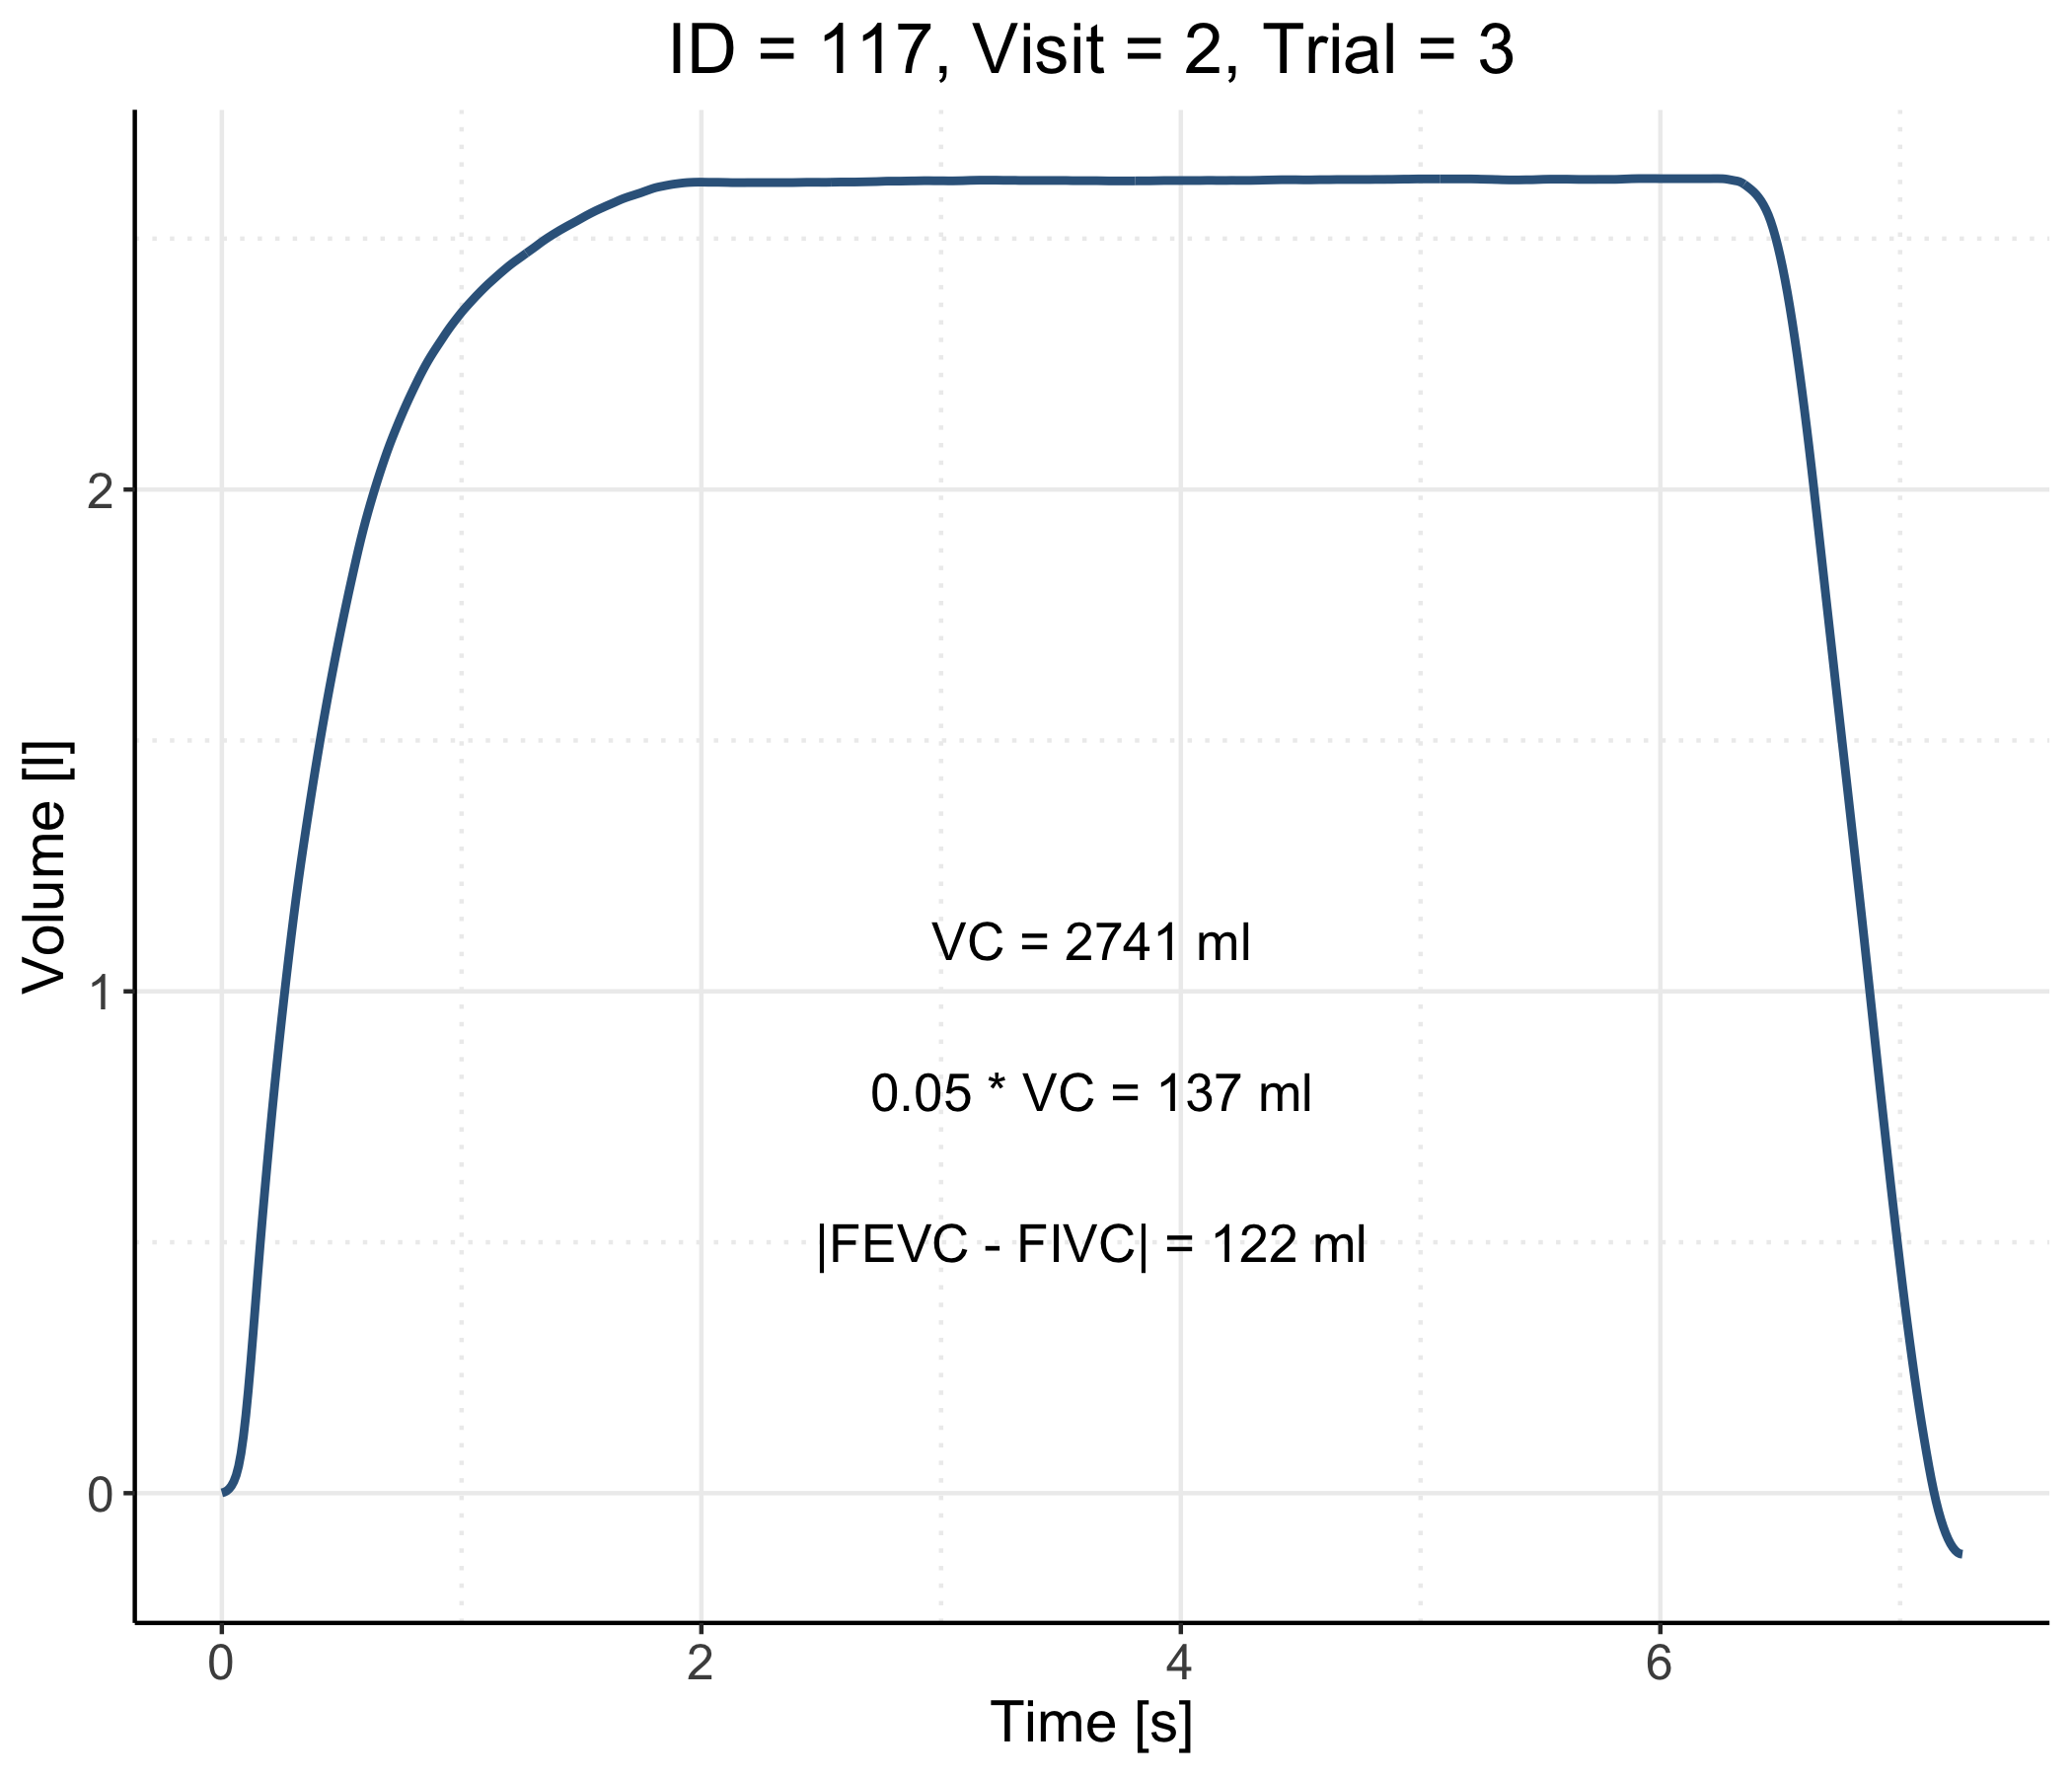 ID = 117, Visit = 2, Trial = 3
Volume [l]
2
1
0
VC = 2741 ml
0.05 * VC = 137 ml
|FEVC - FIVC| = 122 ml
0 2 4 6
Time [s]